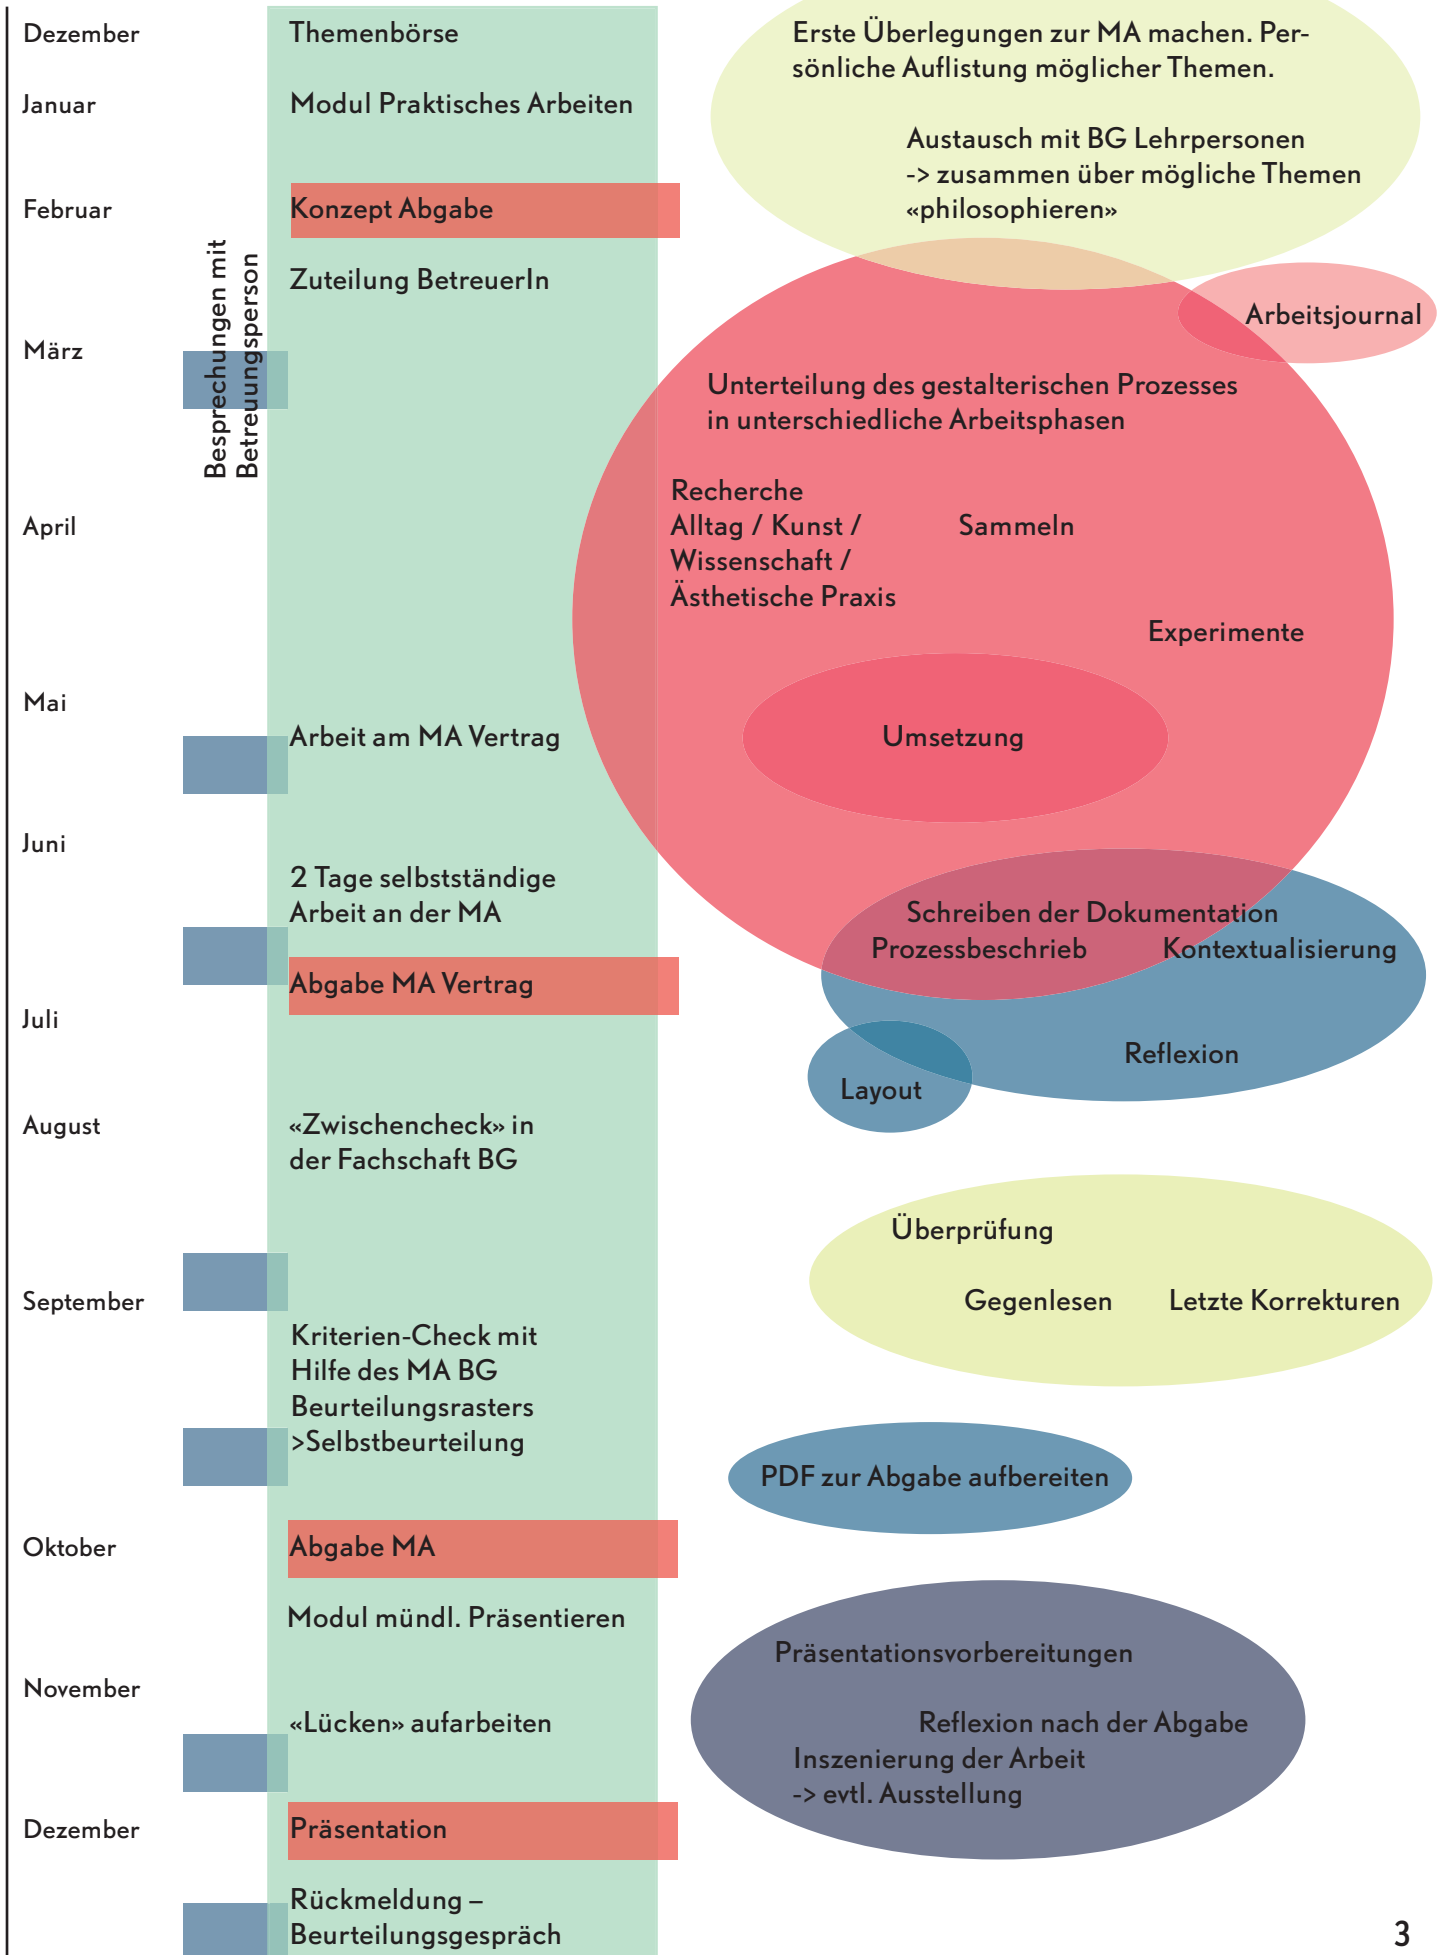 Dezember
Themenbörse
Erste Überlegungen zur MA machen. Per-
sönliche Auflistung möglicher Themen.
Januar
Modul Praktisches Arbeiten
Austausch mit BG Lehrpersonen
-> zusammen über mögliche Themen
«philosophieren»
Februar
Konzept Abgabe
Zuteilung BetreuerIn
Arbeitsjournal
März
Besprechungen mit
Betreuungsperson
Unterteilung des gestalterischen Prozesses
in unterschiedliche Arbeitsphasen
April
Recherche
Alltag / Kunst /
Wissenschaft /
Ästhetische Praxis
Sammeln
Experimente
Mai
Arbeit am MA Vertrag
Umsetzung
Juni
2 Tage selbstständige
Arbeit an der MA
Schreiben der Dokumentation
Prozessbeschrieb
Kontextualisierung
Abgabe MA Vertrag
Juli
Reflexion
Layout
August
«Zwischencheck» in
der Fachschaft BG
Überprüfung
September
Gegenlesen
Letzte Korrekturen
Kriterien-Check mit
Hilfe des MA BG
Beurteilungsrasters
>Selbstbeurteilung
PDF zur Abgabe aufbereiten
Oktober
Abgabe MA
Modul mündl. Präsentieren
Präsentationsvorbereitungen
November
«Lücken» aufarbeiten
Reflexion nach der Abgabe
Inszenierung der Arbeit
-> evtl. Ausstellung
Dezember
Präsentation
Rückmeldung –
Beurteilungsgespräch
3